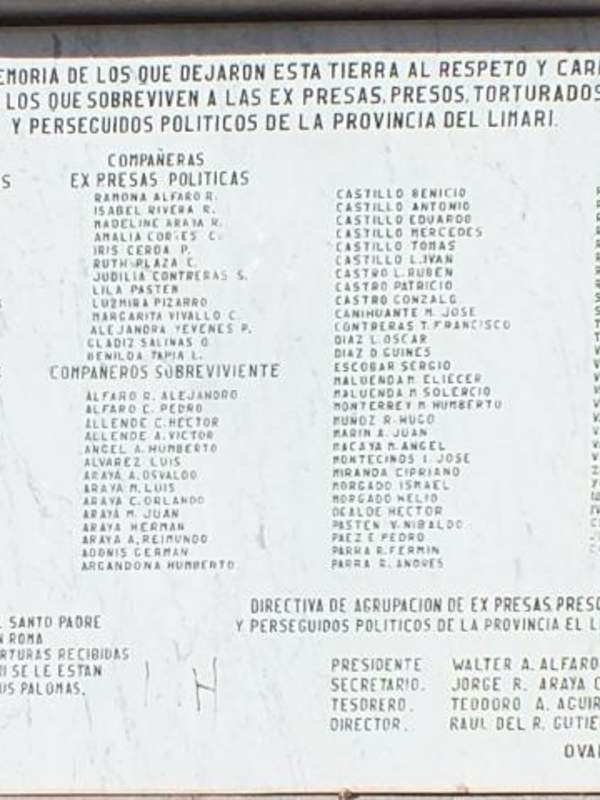 EMORIA DE LOS QUE DEJARON ESTA TIERRA AL RESPETO Y CARI
LOS QUE SOBREVIVEN A LAS EX PRESAS, PRESOS, TORTURADOS
Y PERSEGUIDOS POLITICOS DE LA PROVINCIA DEL LIMARI.
COMPAÑERAS
EX PRESAS POLITICAS
RAMONA ALFARO R.
ISABEL RIVERA R.
MADELINE ARAYA R.
AMALIA CORTES C.
IRIS CERDA P.
RUTH PLAZA C.
JUDILIA CONTRERAS S.
LILA PASTEN
LUZMIRA PIZARRO
MARGARITA VIVALLO C.
ALEJANDRA YEVENES P.
GLADIZ SALINAS O.
BENILDA TAPIA L.
COMPAÑEROS SOBREVIVIENTE
ALFARO R. ALEJANDRO
ALFARO C. PEDRO
ALLENDE C. HECTOR
ALLENDE A. VICTOR
ANGEL A. HUMBERTO
ALVAREZ LUIS
ARAYA A. OSVALDO
ARAYA M. LUIS
ARAYA C. ORLANDO
ARAYA M. JUAN
ARAYA HERMAN
ARAYA A. REIMUNDO
ADONIS GERMAN
ARGANDONA HUMBERTO
CASTILLO BENICIO
CASTILLO ANTONIO
CASTILLO EDUARDO
CASTILLO MERCEDES
CASTILLO TOMAS
CASTILLO L. IVAN
CASTRO L. RUBEN
CASTRO PATRICIO
CASTRO GONZALO
CANIHUANTE M. JOSE
CONTRERAS T. FRANCISCO
DIAZ L. OSCAR
DIAZ D. GUINES
ESCOBAR SERGIO
MALUENDA M. ELIECER
MALUENDA M. SOLERCIO
MONTERREY M. HUMBERTO
MUÑOZ R. HUGO
MARIN A. JUAN
MACAYA M. ANGEL
MONTECINOS I. JOSE
MIRANDA CIPRIANO
MORGADO ISMAEL
MORGADO HELIO
OGALDE HECTOR
PASTEN V. NIBALDO
PAEZ E. PEDRO
PARRA R. FERMIN
PARRA R. ANDRES
L SANTO PADRE
N ROMA
RTURAS RECIBIDAS
RI SE LE ESTAN
US PALOMAS.
I. H
DIRECTIVA DE AGRUPACION DE EX PRESAS, PRESO
Y PERSEGUIDOS POLITICOS DE LA PROVINCIA EL LI
PRESIDENTE WALTER A. ALFARO
SECRETARIO. JORGE R. ARAYA C
TESORERO. TEODORO A. AGUIR
DIRECTOR. RAUL DEL R. GUTIE
OVA